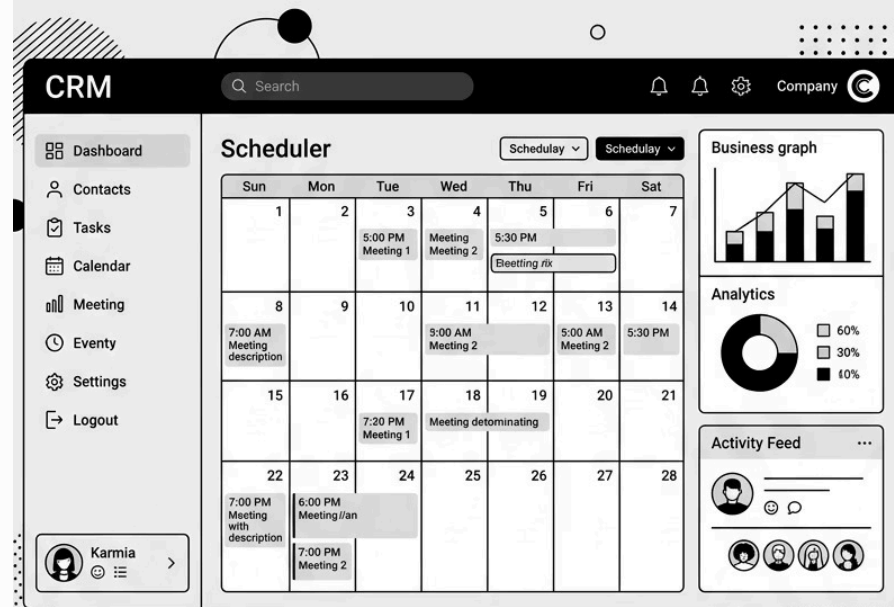 CRM
Search
Company
Dashboard
Contacts
Tasks
Calendar
Meeting
Eventy
Settings
Logout
Karmia
Scheduler
Schedulay
Schedulay
Sun Mon Tue Wed Thu Fri Sat
1 2 3 4 5 6 7
5:00 PM
Meeting 1
Meeting
Meeting 2
5:30 PM
8 9 10 11 12 13 14
7:00 AM
Meeting
description
9:00 AM
Meeting 2
5:00 AM
Meeting 2
5:30 PM
15 16 17 18 19 20 21
7:20 PM
Meeting 1
Meeting detominating
22 23 24 25 26 27 28
7:00 PM
Meeting
with
description
6:00 PM
Meeting//an
7:00 PM
Meeting 2
Business graph
Analytics
60%
30%
Activity Feed